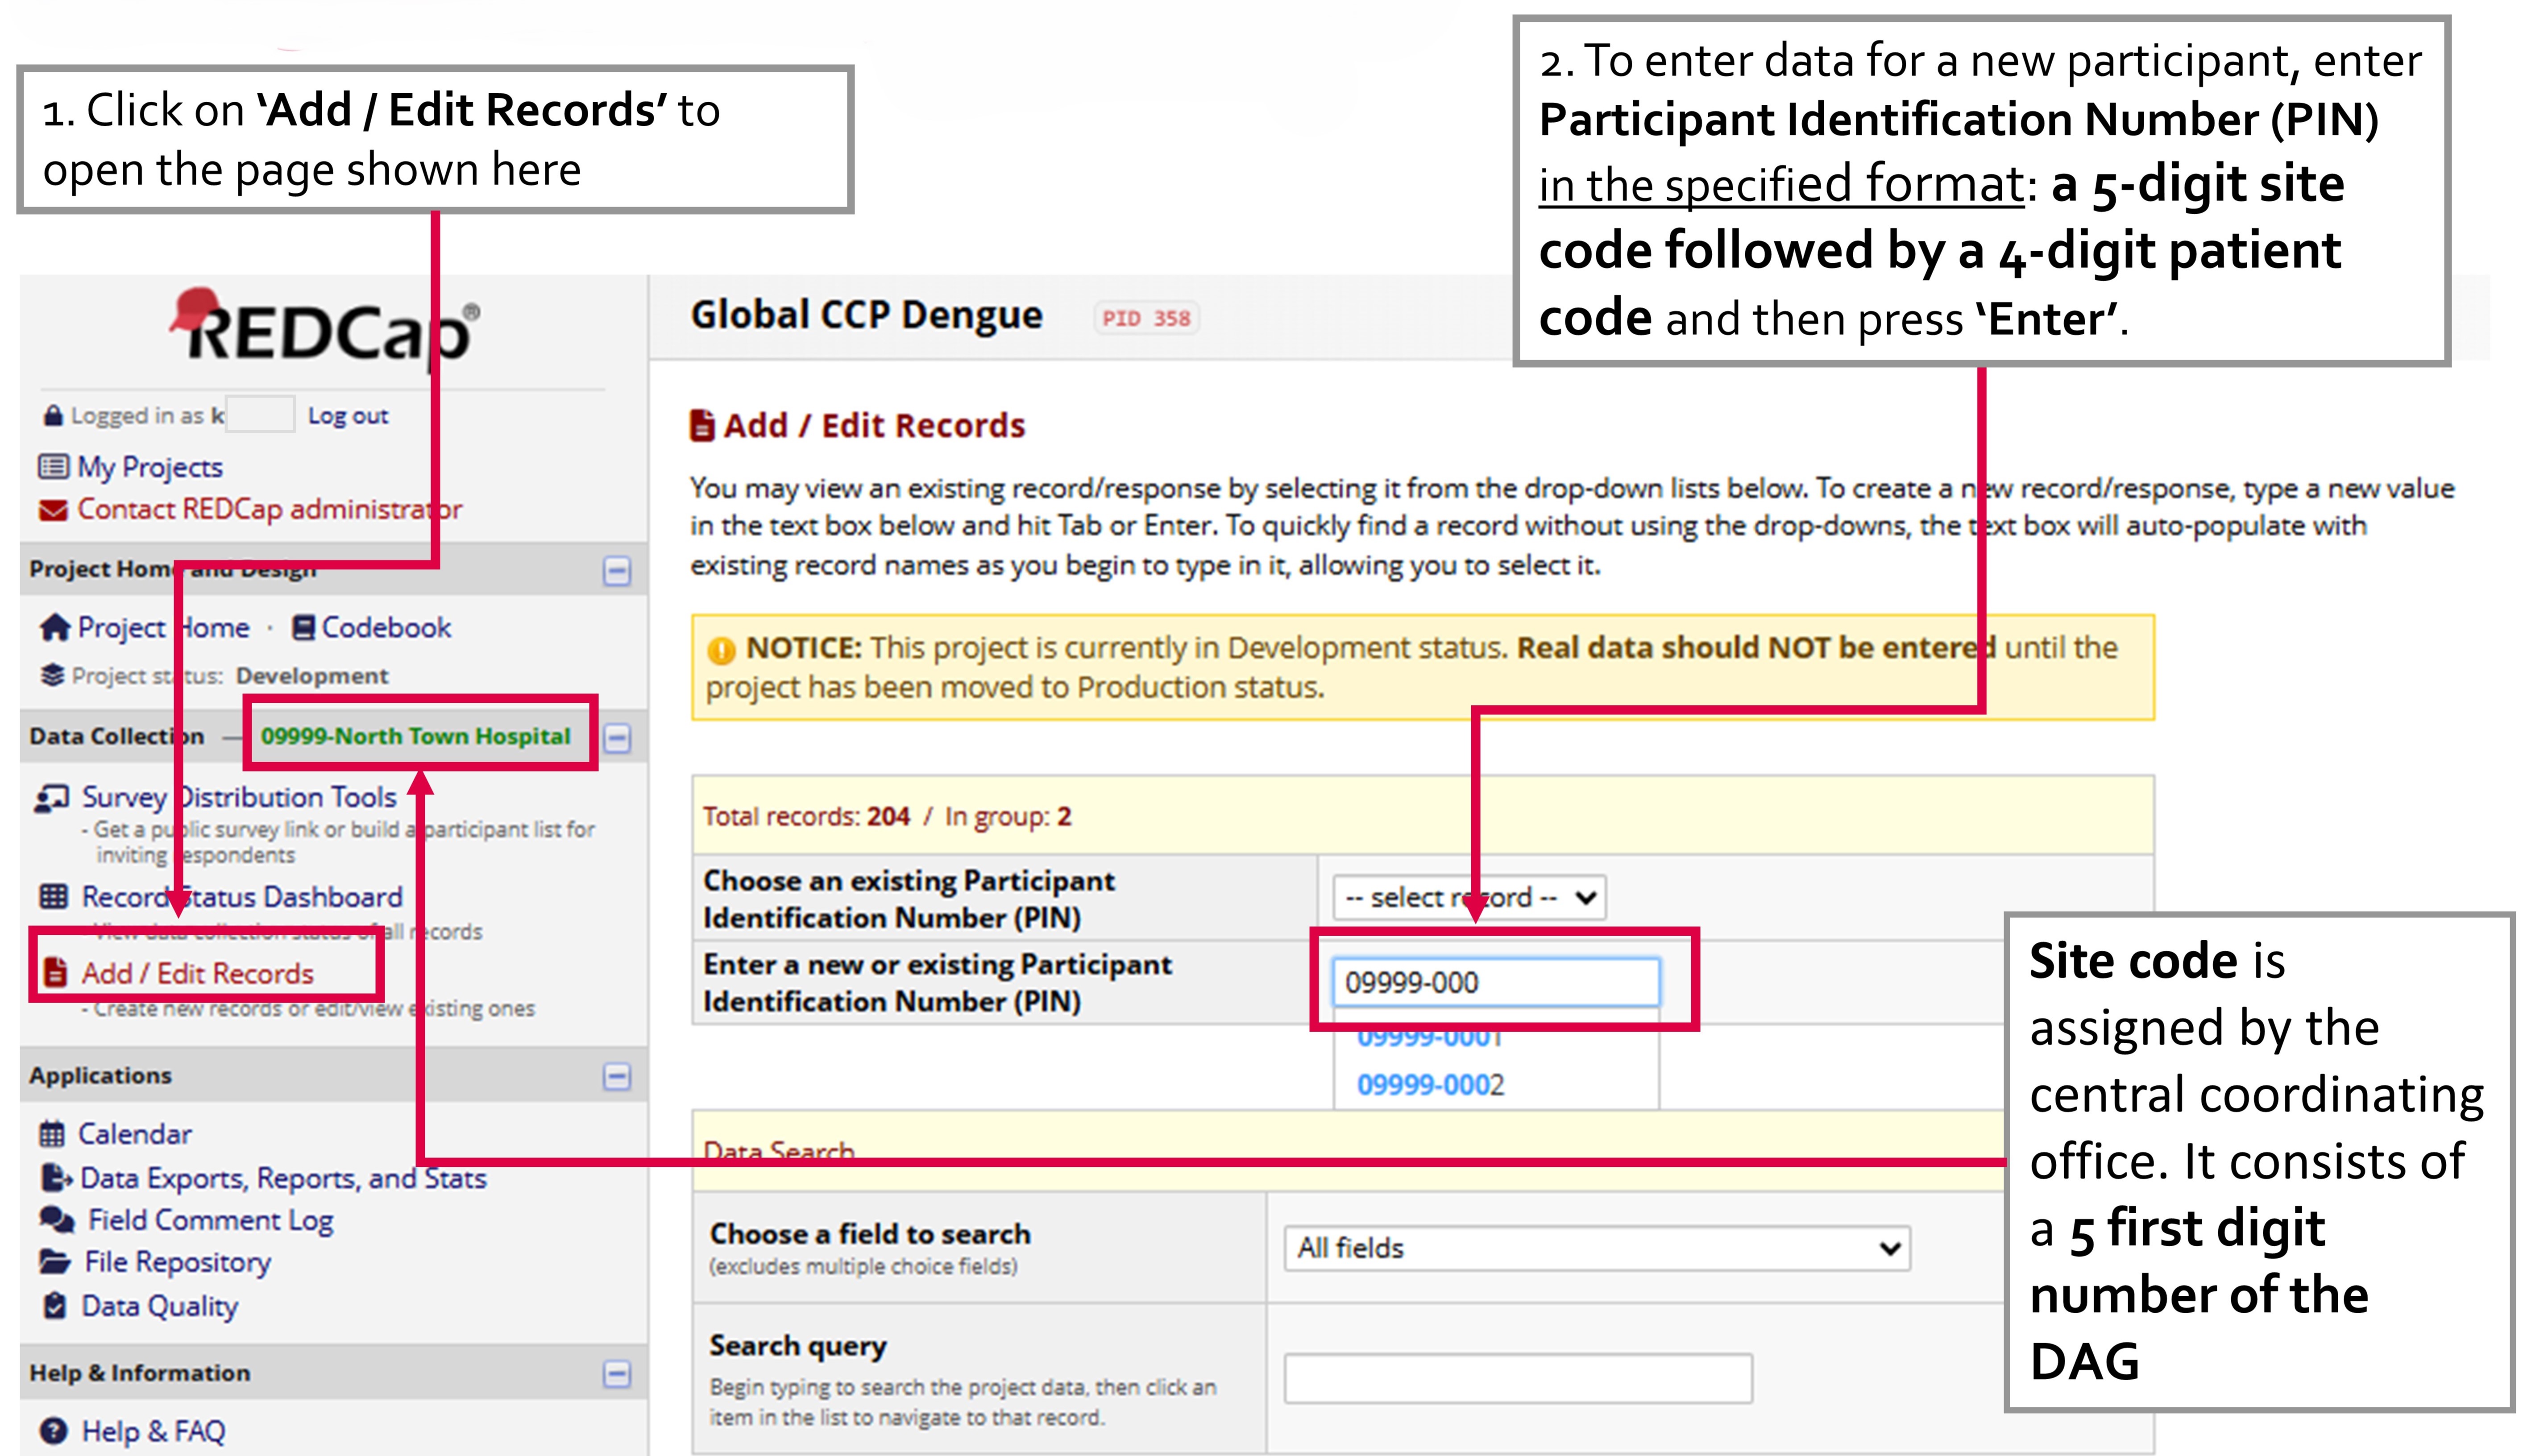 1. Click on ‘Add / Edit Records’ to
open the page shown here
2. To enter data for a new participant, enter
Participant Identification Number (PIN)
in the specified format: a 5-digit site
code followed by a 4-digit patient
code and then press ‘Enter’.
REDCap®
Logged in as k Log out
My Projects
Contact REDCap administrator
Project Home and Design
Project Home · Codebook
Project status: Development
Data Collection — 09999-North Town Hospital
Survey Distribution Tools
- Get a public survey link or build a participant list for
inviting respondents
Record Status Dashboard
- View data collection status of all records
Add / Edit Records
- Create new records or edit/view existing ones
Applications
Calendar
Data Exports, Reports, and Stats
Field Comment Log
File Repository
Data Quality
Help & Information
Help & FAQ
Global CCP Dengue PID 358
Add / Edit Records
You may view an existing record/response by selecting it from the drop-down lists below. To create a new record/response, type a new value
in the text box below and hit Tab or Enter. To quickly find a record without using the drop-downs, the text box will auto-populate with
existing record names as you begin to type in it, allowing you to select it.
NOTICE: This project is currently in Development status. Real data should NOT be entered until the
project has been moved to Production status.
Total records: 204 / In group: 2
Choose an existing Participant
Identification Number (PIN)
-- select record --
Enter a new or existing Participant
Identification Number (PIN)
09999-000
09999-0001
09999-0002
Data Search
Choose a field to search
(excludes multiple choice fields)
All fields
Search query
Begin typing to search the project data, then click an
item in the list to navigate to that record.
Site code is
assigned by the
central coordinating
office. It consists of
a 5 first digit
number of the
DAG